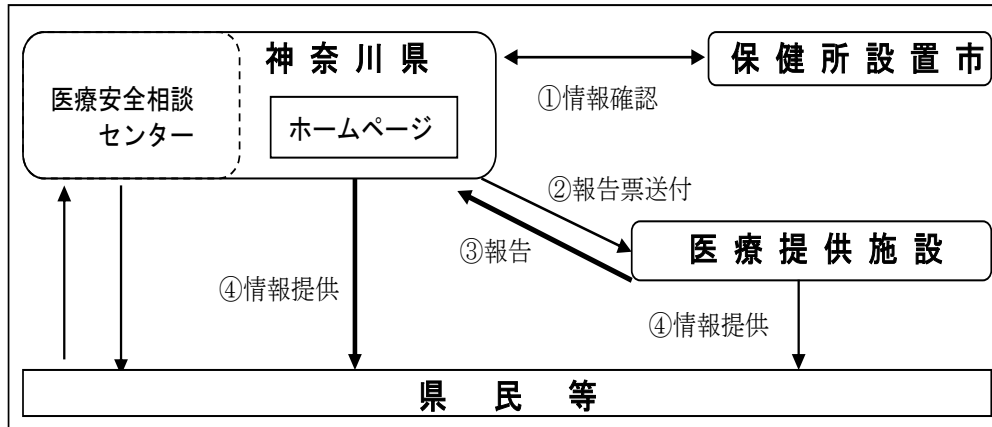 神奈川県
保健所設置市
医療安全相談
センター
ホームページ
①情報確認
②報告票送付
③報告
医療提供施設
④情報提供
④情報提供
県民等